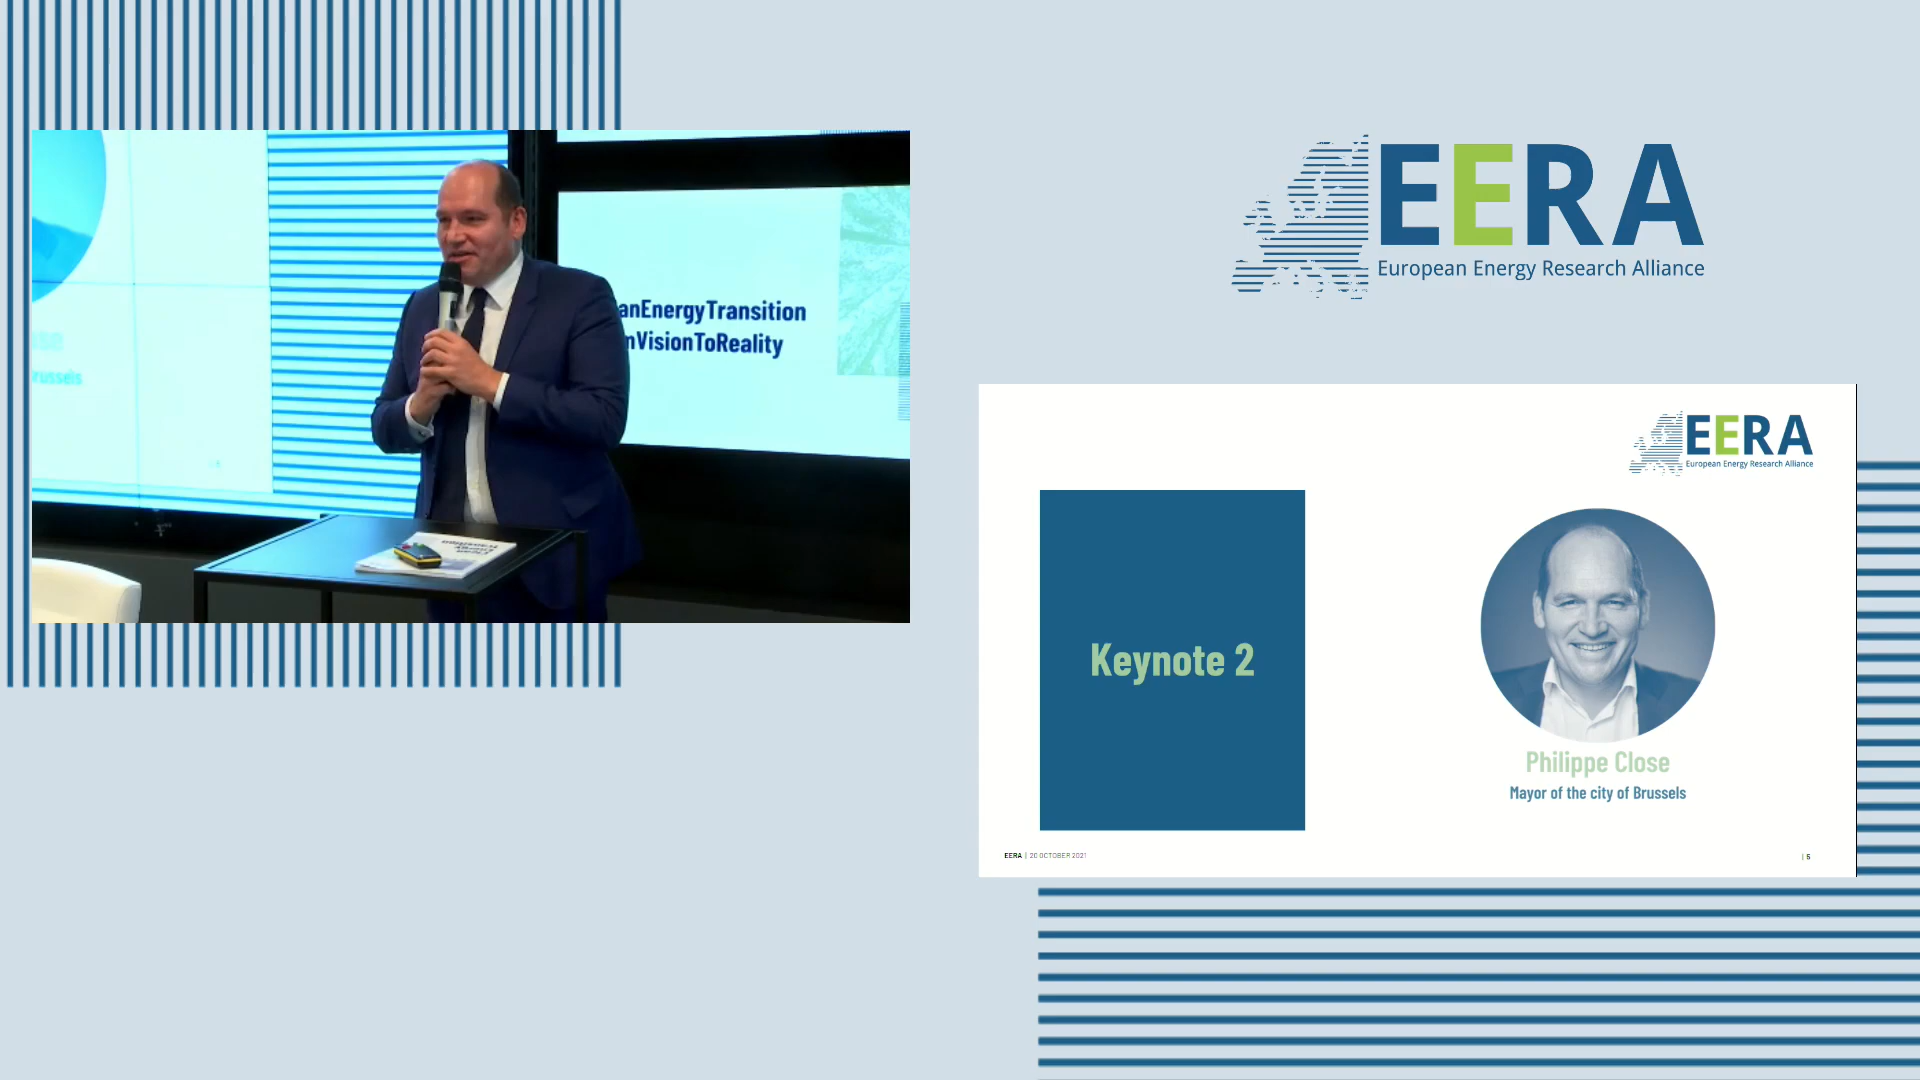 anEnergyTransition
nVisionToReality
russels
EERA
European Energy Research Alliance
EERA
European Energy Research Alliance
Keynote 2
Philippe Close
Mayor of the city of Brussels
EERA | 20 OCTOBER 2021
| 5